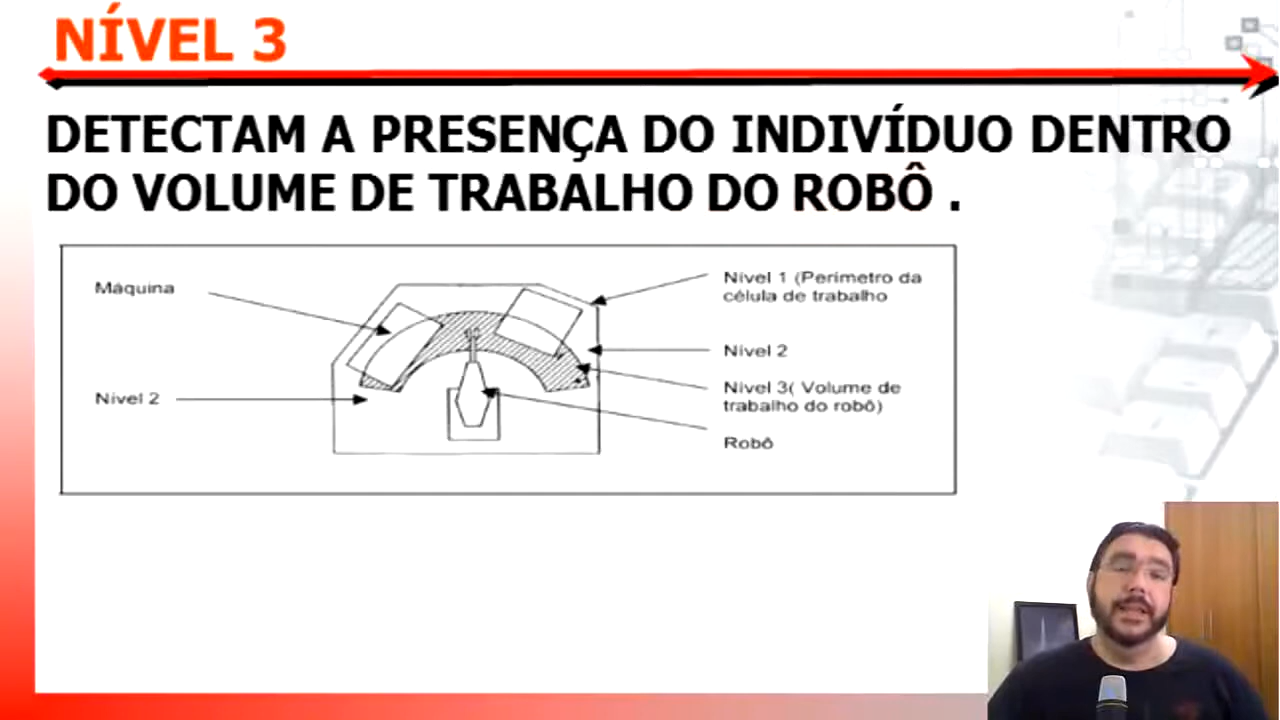 NÍVEL 3
DETECTAM A PRESENÇA DO INDIVÍDUO DENTRO
DO VOLUME DE TRABALHO DO ROBÔ .
Máquina
Nível 2
Nível 1 (Perímetro da
célula de trabalho
Nível 2
Nível 3( Volume de
trabalho do robô)
Robô